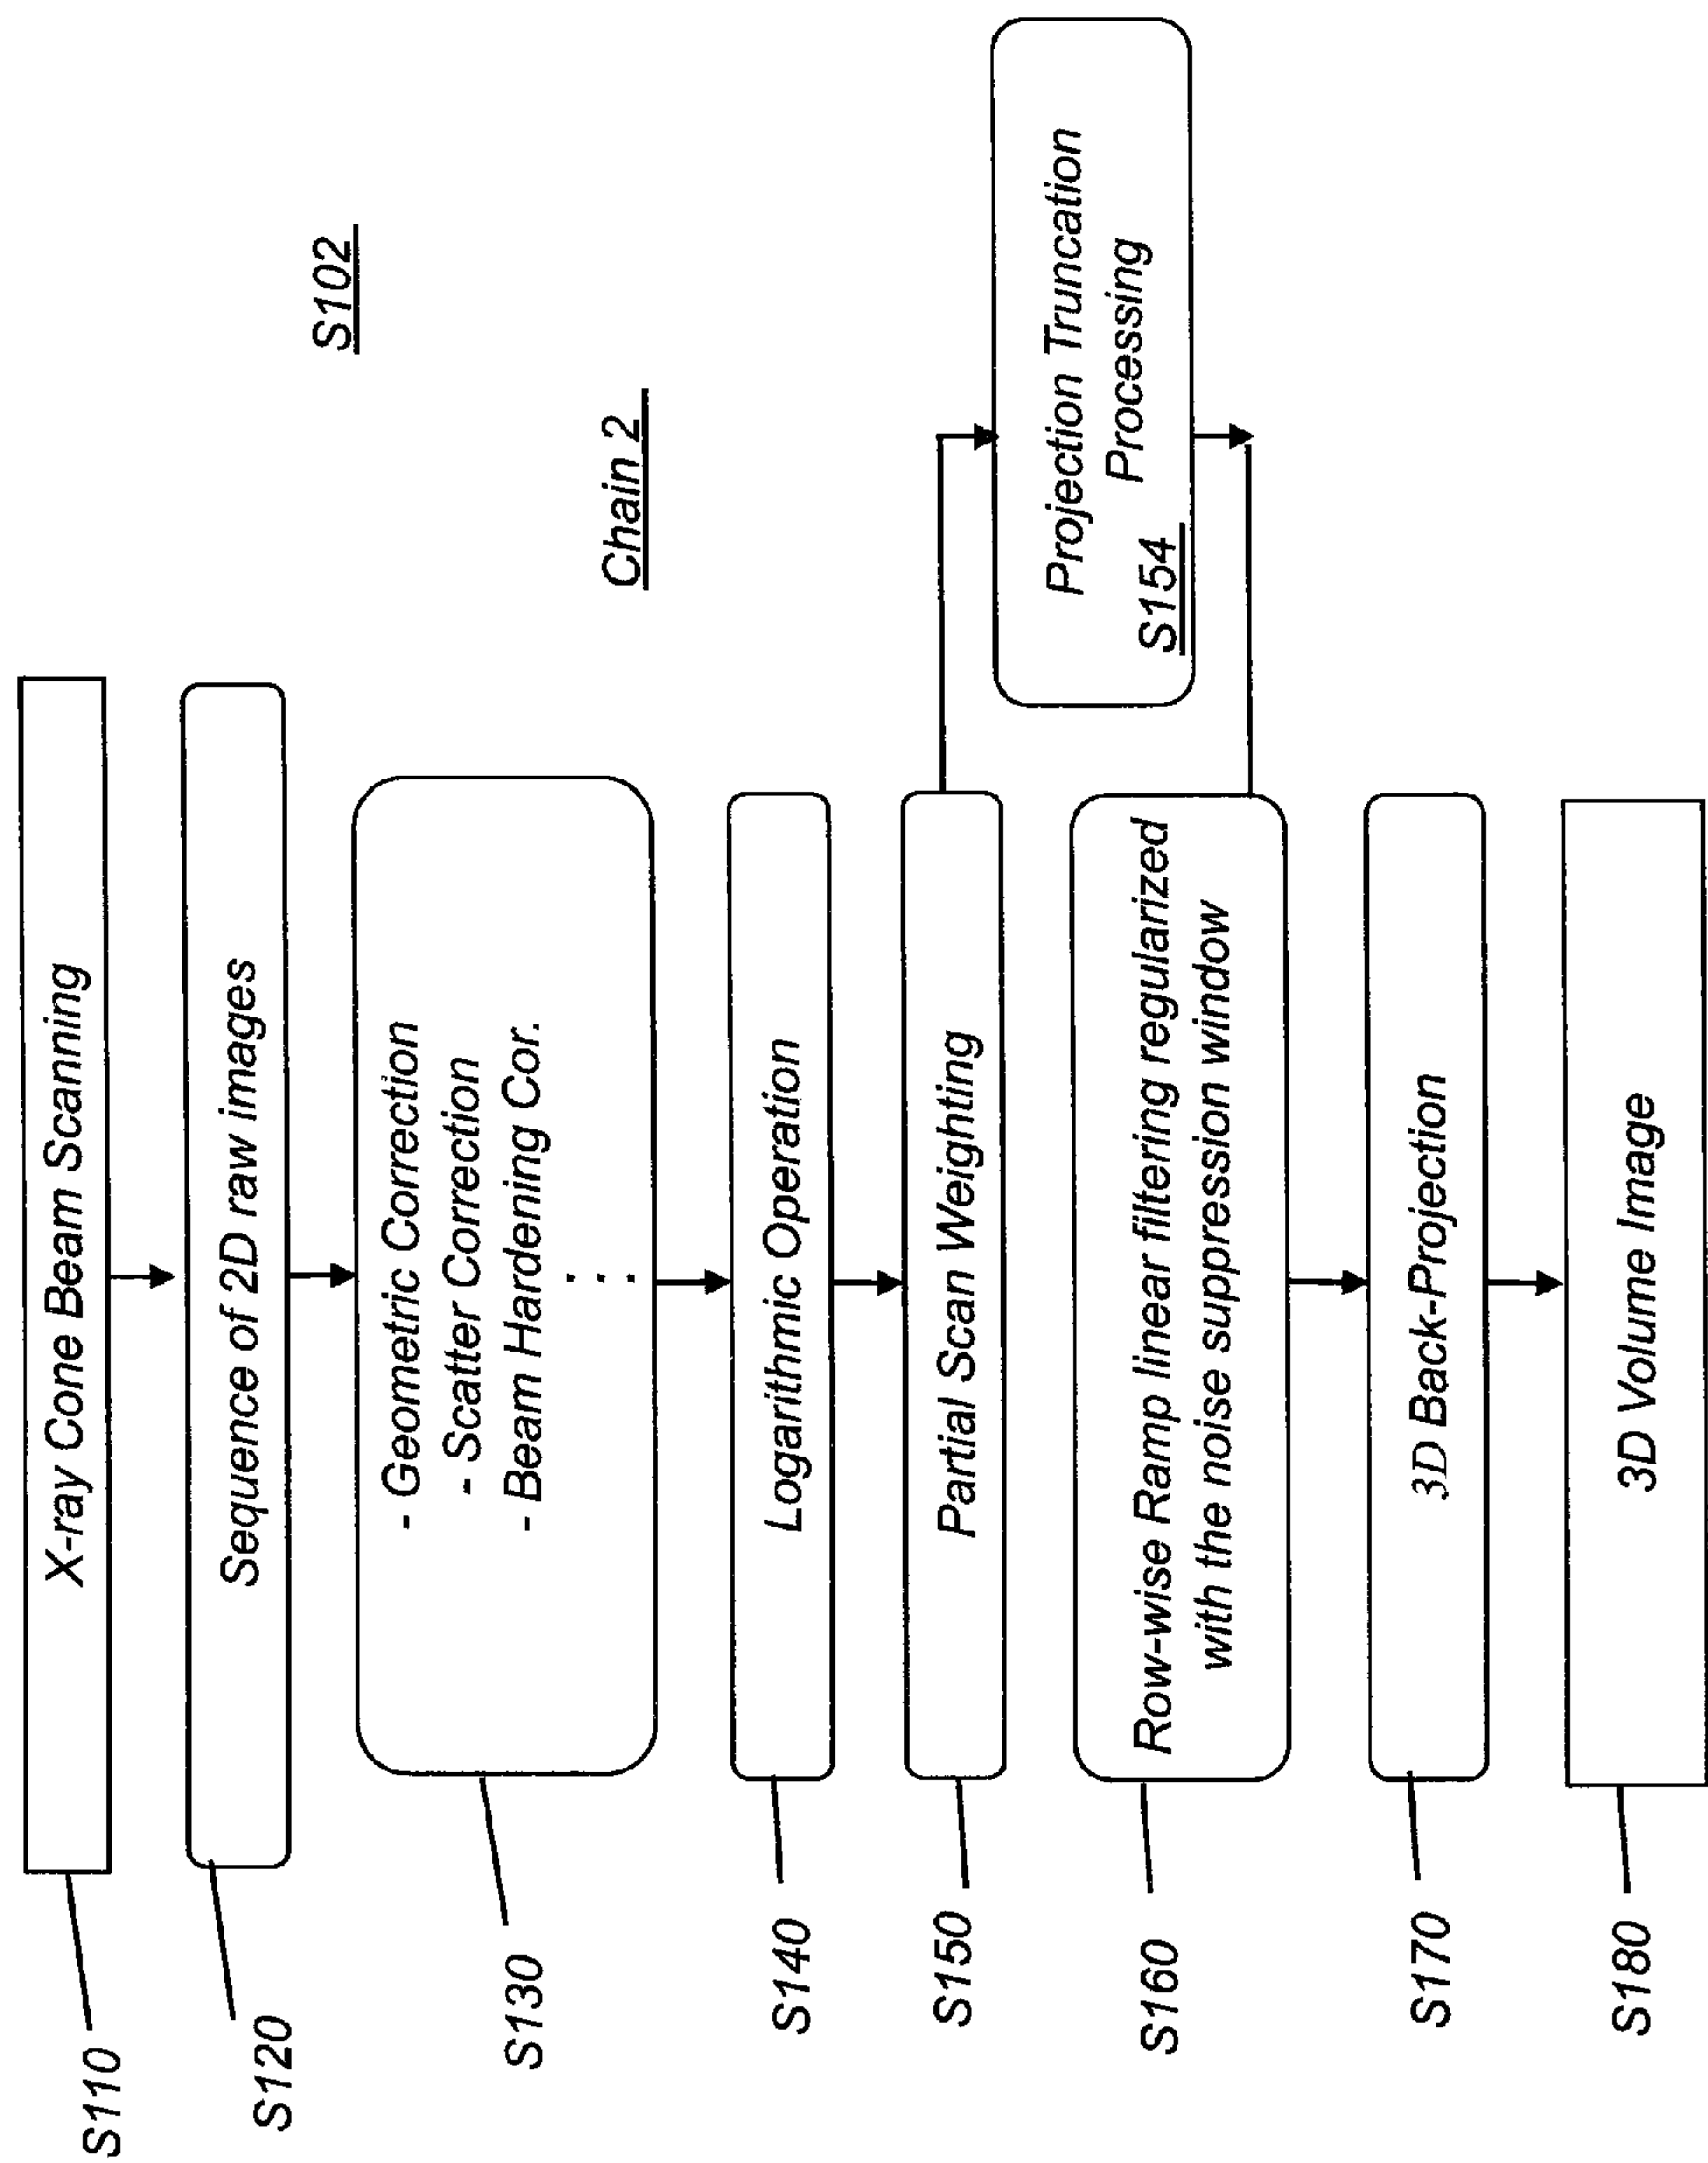 S102
Chain 2
S110
X-ray Cone Beam Scanning
S120
Sequence of 2D raw images
S130
- Geometric Correction
- Scatter Correction
- Beam Hardening Cor.
...
S140
Logarithmic Operation
S150
Partial Scan Weighting
Projection Truncation
Processing
S154
S160
Row-wise Ramp linear filtering regularized
with the noise suppression window
S170
3D Back-Projection
S180
3D Volume Image